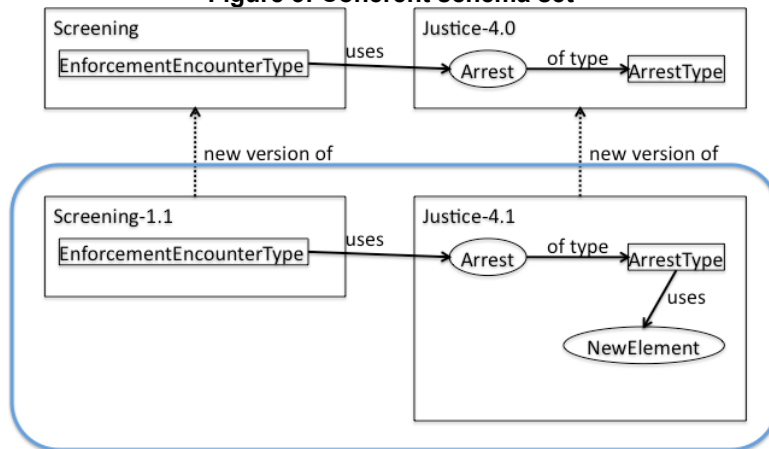 Figure 3. Coherent schema set
Screening
Justice-4.0
EnforcementEncounterType
uses
Arrest
of type
ArrestType
new version of
new version of
Screening-1.1
Justice-4.1
EnforcementEncounterType
uses
Arrest
of type
ArrestType
uses
NewElement